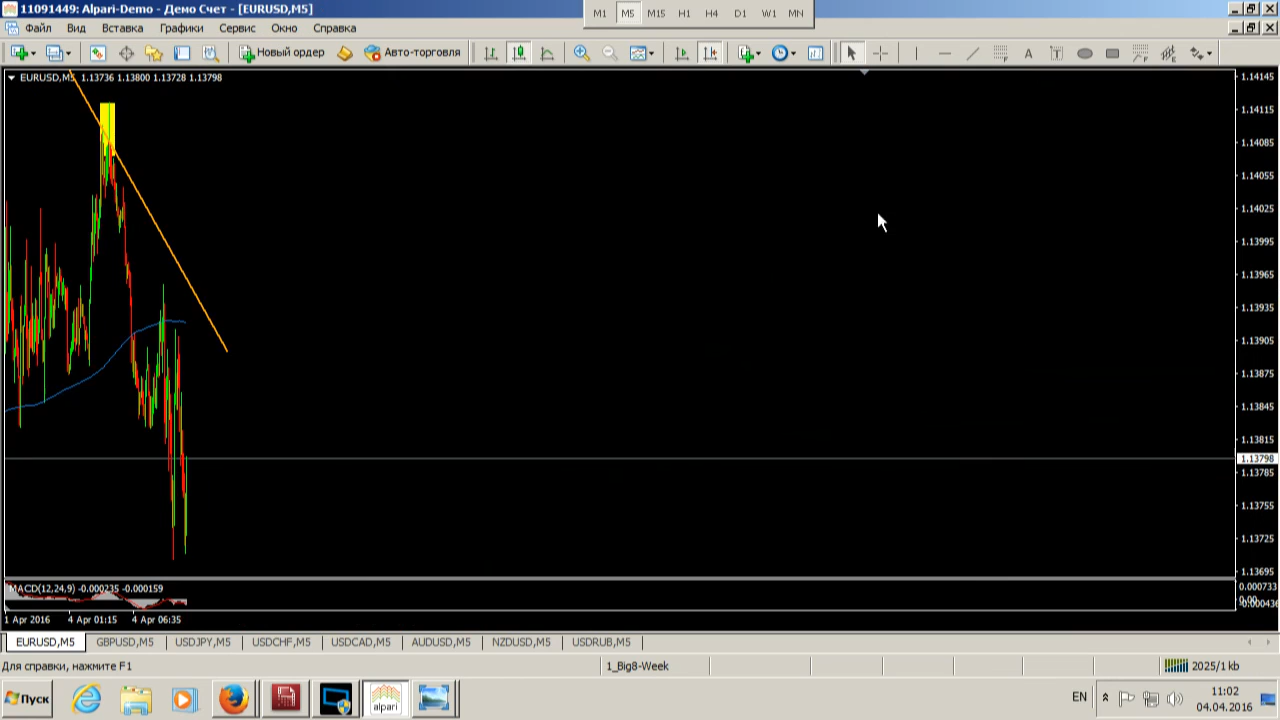 11091449: Alpari-Demo - Демо Счет - [EURUSD,M5]
M1 M5 M15 H1 H4 D1 W1 MN
Файл Вид Вставка Графики Сервис Окно Справка
Новый ордер Авто-торговля
EURUSD,M5 1.13736 1.13800 1.13728 1.13798
1.14145
1.14115
1.14085
1.14055
1.14025
1.13995
1.13965
1.13935
1.13905
1.13875
1.13845
1.13815
1.13798
1.13785
1.13755
1.13725
1.13695
MACD(12,24,9) -0.000235 -0.000159
0.000733
0.00
-0.000436
1 Apr 2016 4 Apr 01:15 4 Apr 06:35
EURUSD,M5 GBPUSD,M5 USDJPY,M5 USDCHF,M5 USDCAD,M5 AUDUSD,M5 NZDUSD,M5 USDRUB,M5
Для справки, нажмите F1
1_Big8-Week
2025/1 kb
Пуск
alpari
EN
11:02
04.04.2016